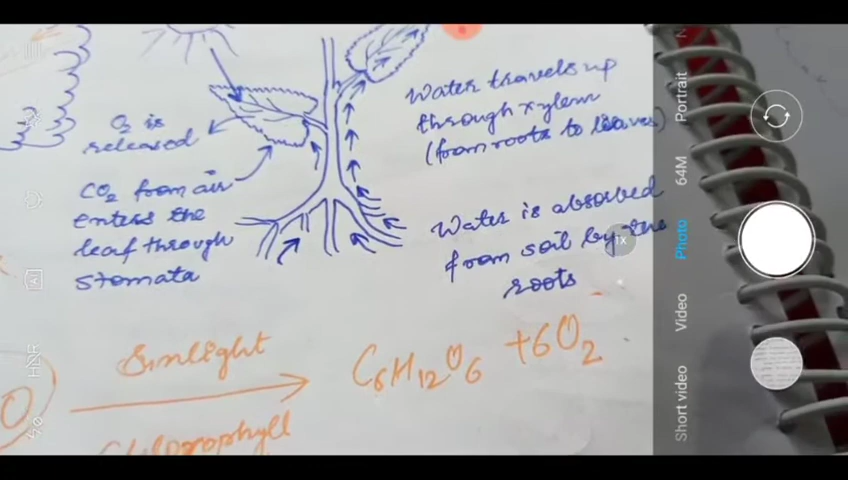 O2 is
released
CO2 from air
enters the
leaf through
stomata
Water travels up
through xylem
(from roots to leaves)
Water is absorbed
from soil by the
roots
O
Sunlight
Chlorophyll
C6H12O6 +6O2
1X
Portrait
64M
Photo
Video
Short video
HDR